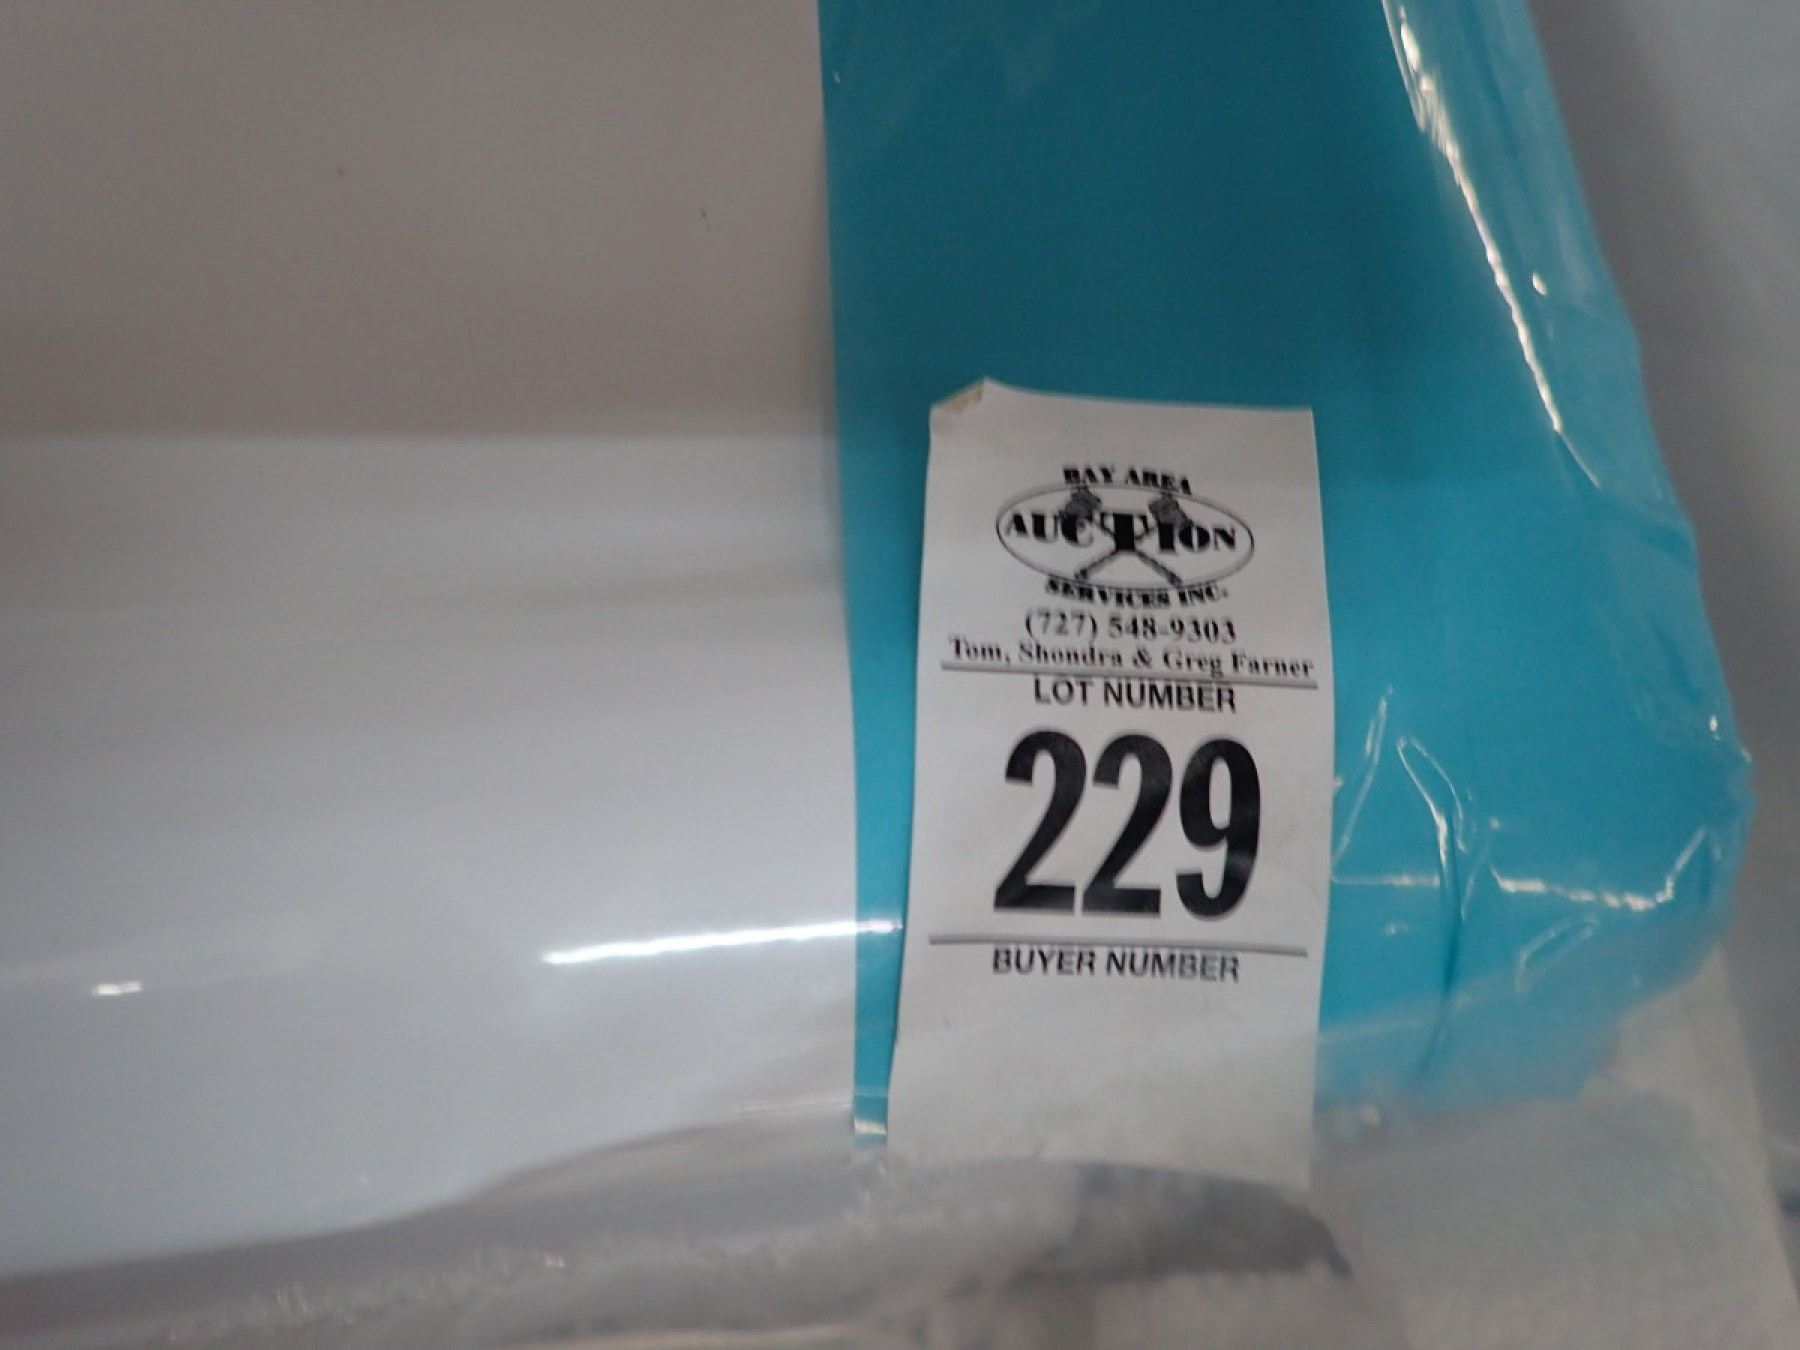 BAY AREA
AUCTION
SERVICES INC.
(727) 548-9303
Tom, Shondra & Greg Farner
LOT NUMBER
229
BUYER NUMBER